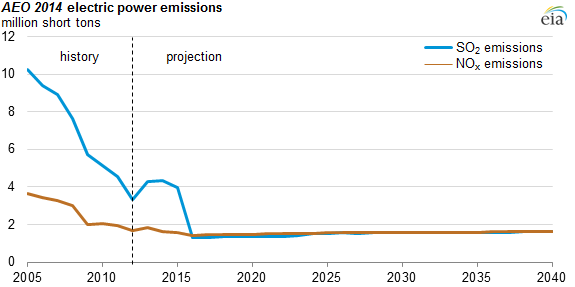 AEO 2014 electric power emissions
million short tons
eia
12
history
projection
SO2 emissions
NOx emissions
10
8
6
4
2
0
2005 2010 2015 2020 2025 2030 2035 2040